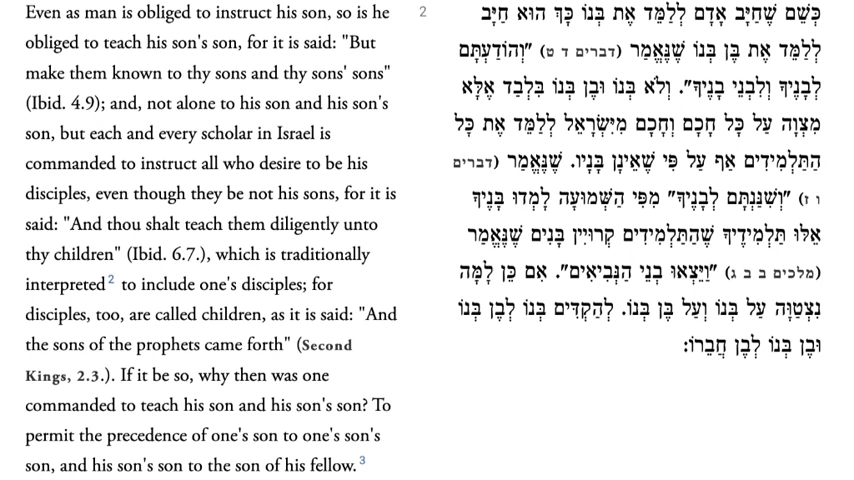 Even as man is obliged to instruct his son, so is he
obliged to teach his son's son, for it is said: "But
make them known to thy sons and thy sons' sons"
(Ibid. 4.9); and, not alone to his son and his son's
son, but each and every scholar in Israel is
commanded to instruct all who desire to be his
disciples, even though they be not his sons, for it is
said: "And thou shalt teach them diligently unto
thy children" (Ibid. 6.7.), which is traditionally
interpreted 2 to include one's disciples; for
disciples, too, are called children, as it is said: "And
the sons of the prophets came forth" (Second
Kings, 2.3.). If it be so, why then was one
commanded to teach his son and his son's son? To
permit the precedence of one's son to one's son's
son, and his son's son to the son of his fellow. 3
2
כְּשֵׁם שֶׁחַיָּב אָדָם לְלַמֵּד אֶת בְּנוֹ כָּךְ הוּא חַיָּב
לְלַמֵּד אֶת בֶּן בְּנוֹ שֶׁנֶּאֱמַר (דברים ד ט) "וְהוֹדַעְתָּם
לְבָנֶיךָ וְלִבְנֵי בָנֶיךָ". וְלֹא בְּנוֹ וּבֶן בְּנוֹ בִּלְבַד אֶלָּא
מִצְוָה עַל כָּל חָכָם וְחָכָם מִיִּשְׂרָאֵל לְלַמֵּד אֶת כָּל
הַתַּלְמִידִים אַף עַל פִּי שֶׁאֵינָן בָּנָיו. שֶׁנֶּאֱמַר (דברים
ו ז) "וְשִׁנַּנְתָּם לְבָנֶיךָ" מִפִּי הַשְּׁמוּעָה לָמְדוּ בָּנֶיךָ
אֵלּוּ תַּלְמִידֶיךָ שֶׁהַתַּלְמִידִים קְרוּיִין בָּנִים שֶׁנֶּאֱמַר
(מלכים ב ב ג) "וַיֵּצְאוּ בְנֵי הַנְּבִיאִים". אִם כֵּן לָמָּה
נִצְטַוָּה עַל בְּנוֹ וְעַל בֶּן בְּנוֹ. לְהַקְדִּים בְּנוֹ לְבֶן בְּנוֹ
וּבֶן בְּנוֹ לְבֶן חֲבֵרוֹ: